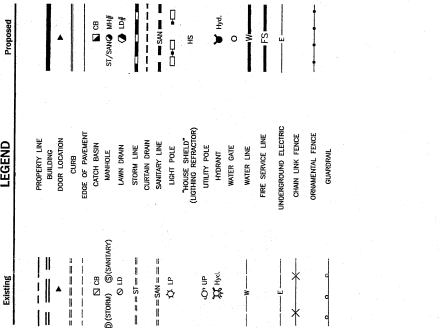 LEGEND
Existing
Proposed
PROPERTY LINE
BUILDING
DOOR LOCATION
CURB
EDGE OF PAVEMENT
CB CATCH BASIN CB
(STORM) (SANITARY) MANHOLE ST/SAN MH#
LD LAWN DRAIN LD#
ST STORM LINE
CURTAIN DRAIN
SAN SANITARY LINE SAN
LP LIGHT POLE
"HOUSE SHIELD" HS
(LIGTHING REFRACTOR)
UP UTILITY POLE
Hyd. HYDRANT Hyd.
WATER GATE
W WATER LINE W
FIRE SERVICE LINE FS
E UNDERGROUND ELECTRIC E
CHAIN LINK FENCE
ORNAMENTAL FENCE
GUARDRAIL